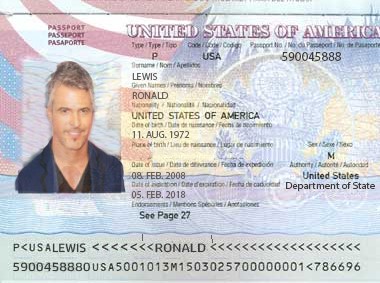 PASSPORT
PASSEPORT
PASAPORTE
UNITED STATES OF AMERICA
Type / Type / Tipo Code / Code / Código Passport No. / No. du Passeport / No. de Pasaporte
P USA 590045888
Surname / Nom / Apellidos
LEWIS
Given Names / Prénoms / Nombres
RONALD
Nationality / Nationalité / Nacionalidad
UNITED STATES OF AMERICA
Date of birth / Date de naissance / Fecha de nacimiento
11. AUG. 1972
Place of birth / Lieu de naissance / Lugar de nacimiento Sex / Sexe / Sexo
M
Date of issue / Date de délivrance / Fecha de expedición Authority / Autorité / Autoridad
08. FEB. 2008 United States
Date of expiration / Date d'expiration / Fecha de caducidad Department of State
05. FEB. 2018
Endorsements / Mentions Spéciales / Anotaciones
See Page 27
P<USALEWIS <<<<<<<RONALD <<<<<<<<<<<<<<<<<<
5900458880USA5001013M1503025700000001<786696